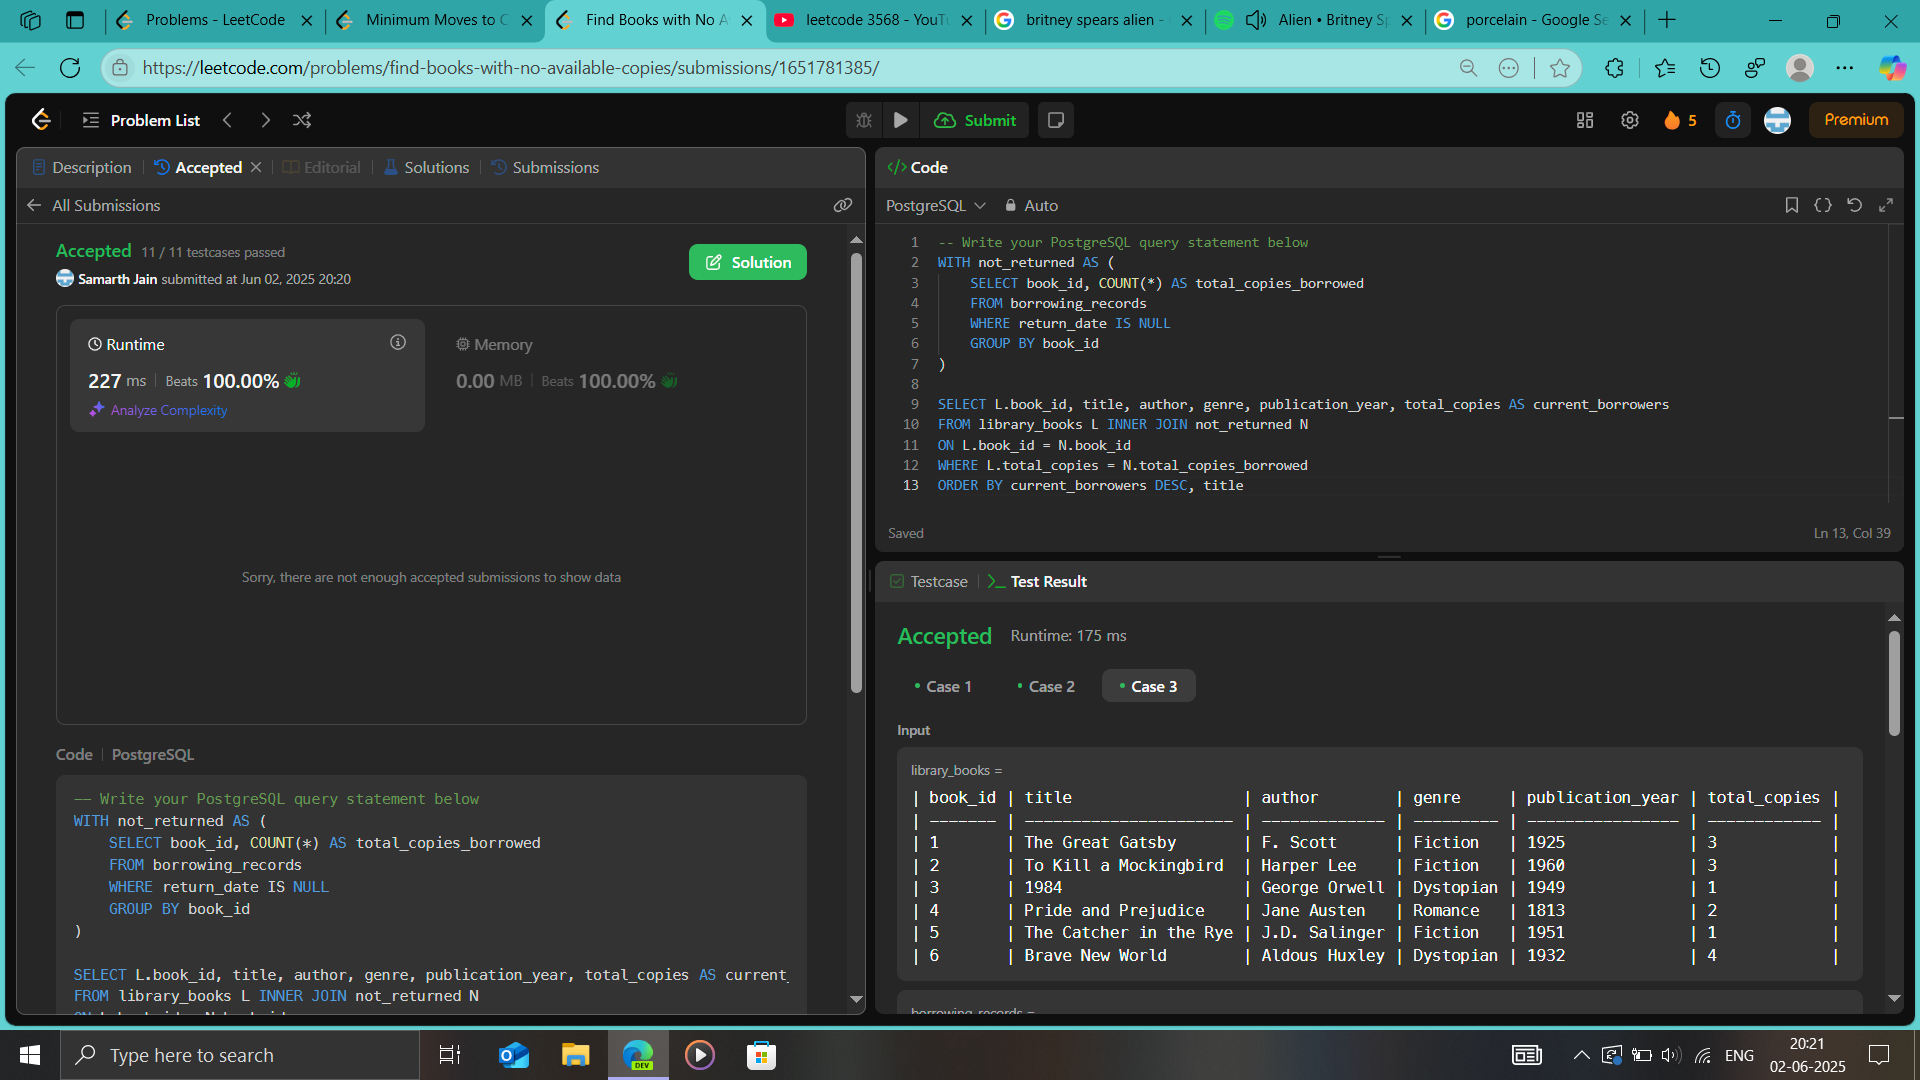 Problems - LeetCode
Minimum Moves to C
Find Books with No A
leetcode 3568 - YouTu
britney spears alien -
Alien • Britney Sp
porcelain - Google Se
https://leetcode.com/problems/find-books-with-no-available-copies/submissions/1651781385/
Problem List
Submit
5
Premium
Description
Accepted
Editorial
Solutions
Submissions
All Submissions
Accepted 11 / 11 testcases passed
Samarth Jain submitted at Jun 02, 2025 20:20
Solution
Runtime
227 ms Beats 100.00%
Analyze Complexity
Memory
0.00 MB Beats 100.00%
Sorry, there are not enough accepted submissions to show data
Code PostgreSQL
-- Write your PostgreSQL query statement below
WITH not_returned AS (
SELECT book_id, COUNT(*) AS total_copies_borrowed
FROM borrowing_records
WHERE return_date IS NULL
GROUP BY book_id
)
SELECT L.book_id, title, author, genre, publication_year, total_copies AS current_
FROM library_books L INNER JOIN not_returned N
</> Code
PostgreSQL Auto
1 -- Write your PostgreSQL query statement below
2 WITH not_returned AS (
3 SELECT book_id, COUNT(*) AS total_copies_borrowed
4 FROM borrowing_records
5 WHERE return_date IS NULL
6 GROUP BY book_id
7 )
8
9 SELECT L.book_id, title, author, genre, publication_year, total_copies AS current_borrowers
10 FROM library_books L INNER JOIN not_returned N
11 ON L.book_id = N.book_id
12 WHERE L.total_copies = N.total_copies_borrowed
13 ORDER BY current_borrowers DESC, title
Saved
Ln 13, Col 39
Testcase
Test Result
Accepted Runtime: 175 ms
• Case 1 • Case 2 • Case 3
Input
library_books =
| book_id | title | author | genre | publication_year | total_copies |
| ------- | ---------------------- | ------------- | --------- | ---------------- | ------------ |
| 1 | The Great Gatsby | F. Scott | Fiction | 1925 | 3 |
| 2 | To Kill a Mockingbird | Harper Lee | Fiction | 1960 | 3 |
| 3 | 1984 | George Orwell | Dystopian | 1949 | 1 |
| 4 | Pride and Prejudice | Jane Austen | Romance | 1813 | 2 |
| 5 | The Catcher in the Rye | J.D. Salinger | Fiction | 1951 | 1 |
| 6 | Brave New World | Aldous Huxley | Dystopian | 1932 | 4 |
borrowing_records =
Type here to search
DEV
ENG
20:21
02-06-2025